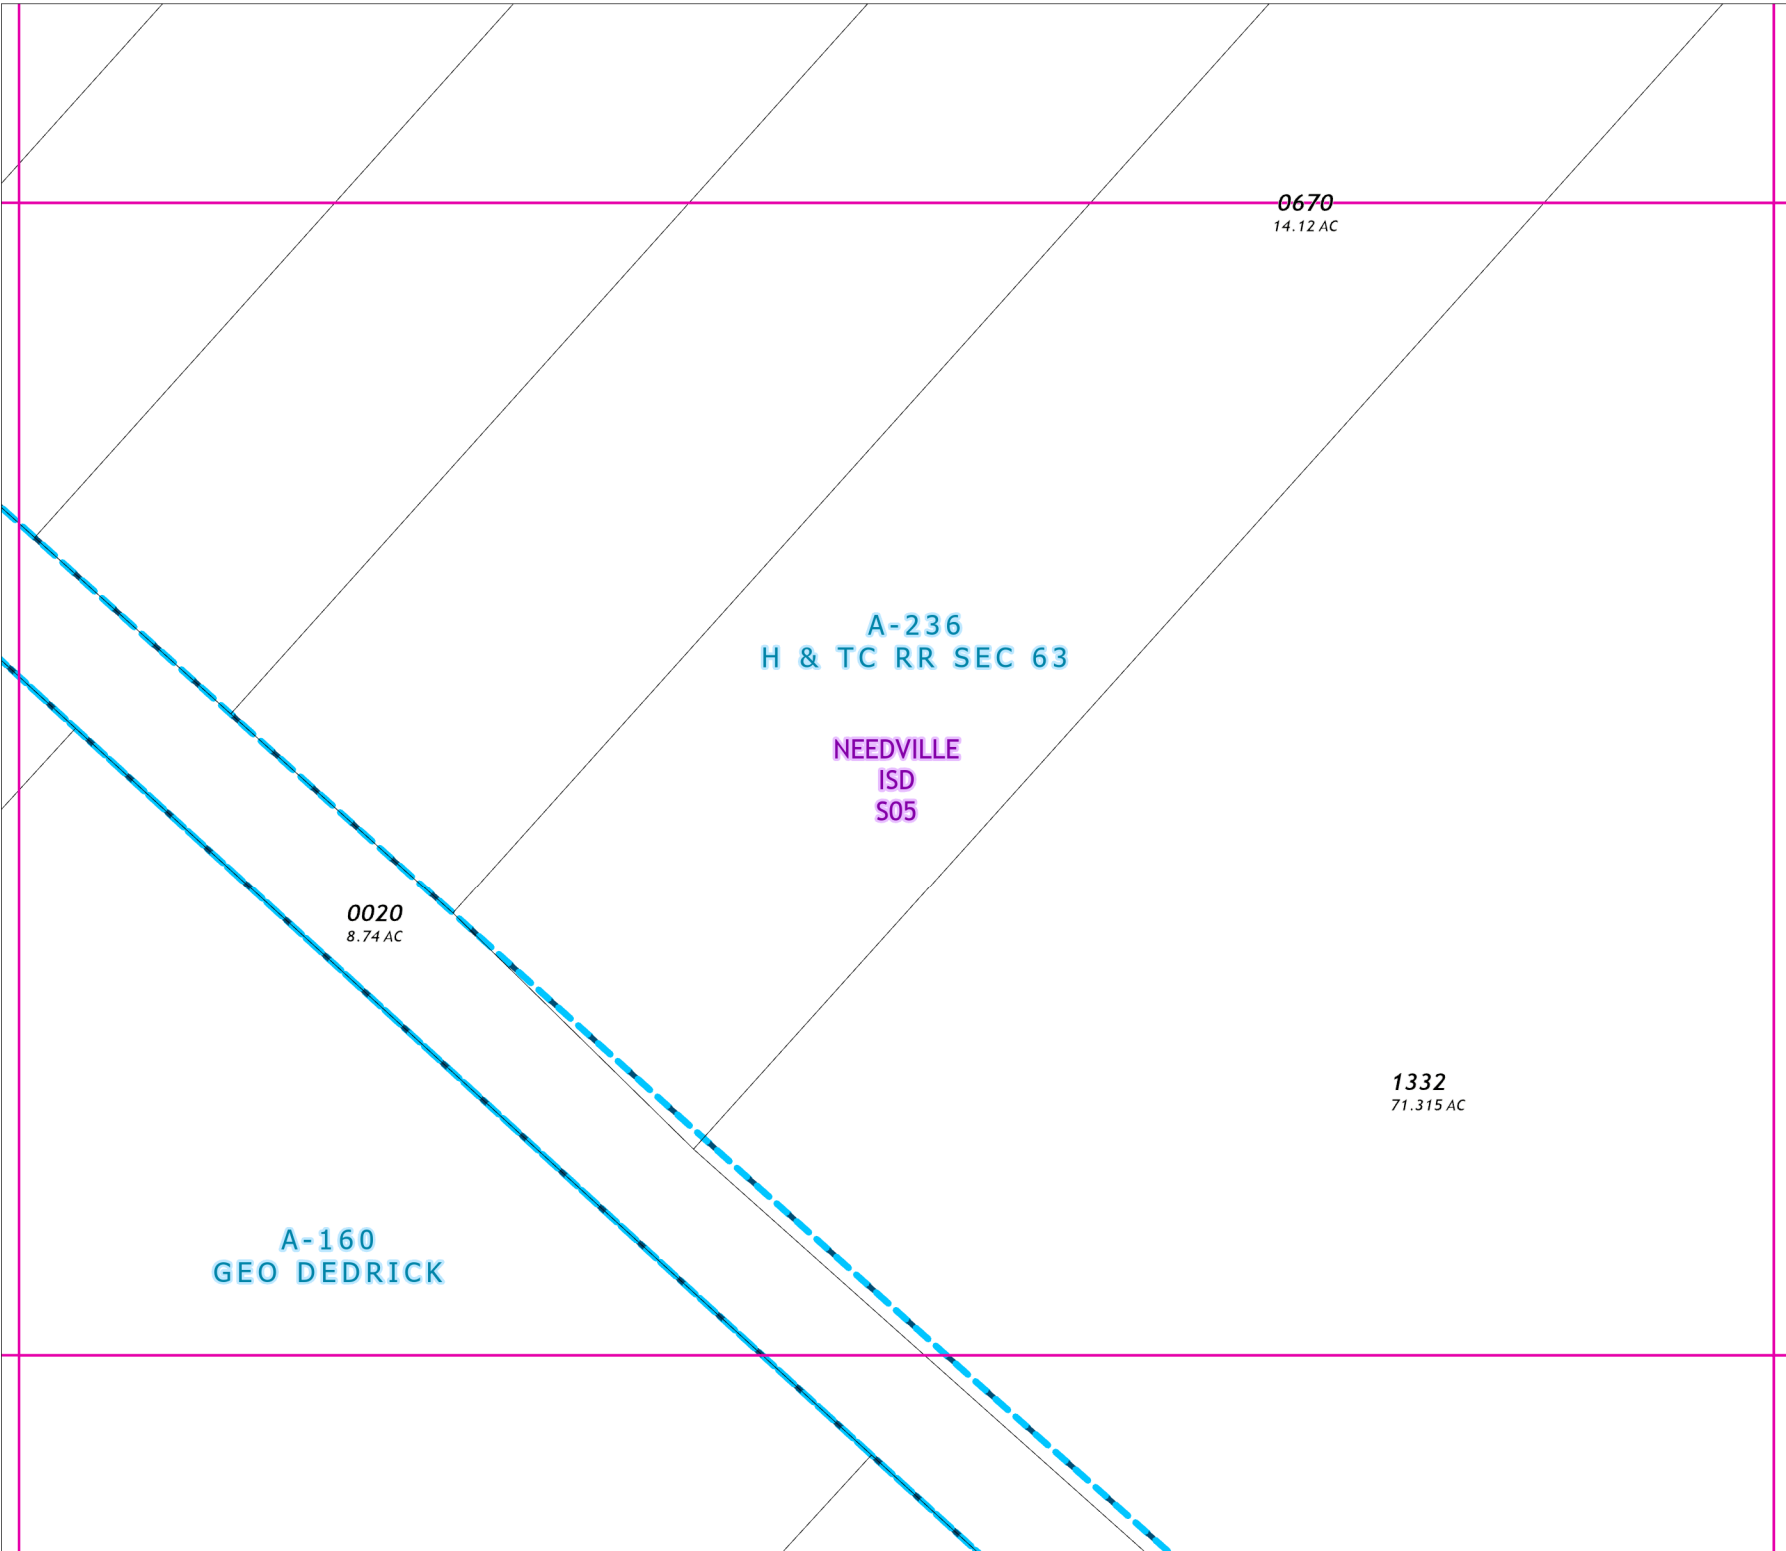 0670
14.12 AC
A-236
H & TC RR SEC 63
NEEDVILLE
ISD
S05
0020
8.74 AC
1332
71.315 AC
A-160
GEO DEDRICK